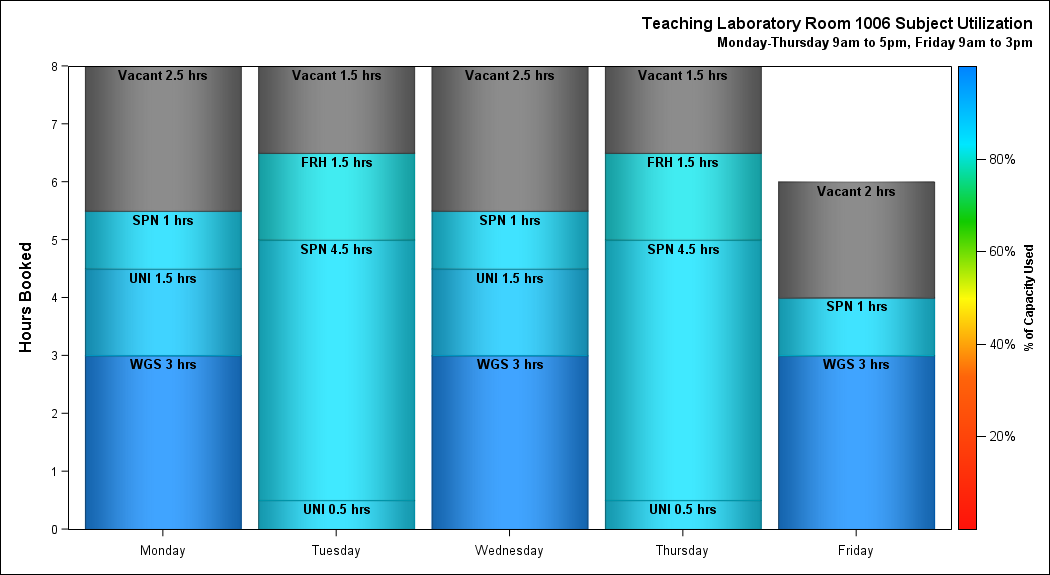 Teaching Laboratory Room 1006 Subject Utilization
Monday-Thursday 9am to 5pm, Friday 9am to 3pm
Hours Booked
8
7
6
5
4
3
2
1
0
Vacant 2.5 hrs
SPN 1 hrs
UNI 1.5 hrs
WGS 3 hrs
Vacant 1.5 hrs
FRH 1.5 hrs
SPN 4.5 hrs
UNI 0.5 hrs
Vacant 2.5 hrs
SPN 1 hrs
UNI 1.5 hrs
WGS 3 hrs
Vacant 1.5 hrs
FRH 1.5 hrs
SPN 4.5 hrs
UNI 0.5 hrs
Vacant 2 hrs
SPN 1 hrs
WGS 3 hrs
Monday Tuesday Wednesday Thursday Friday
80%
60%
40%
20%
% of Capacity Used